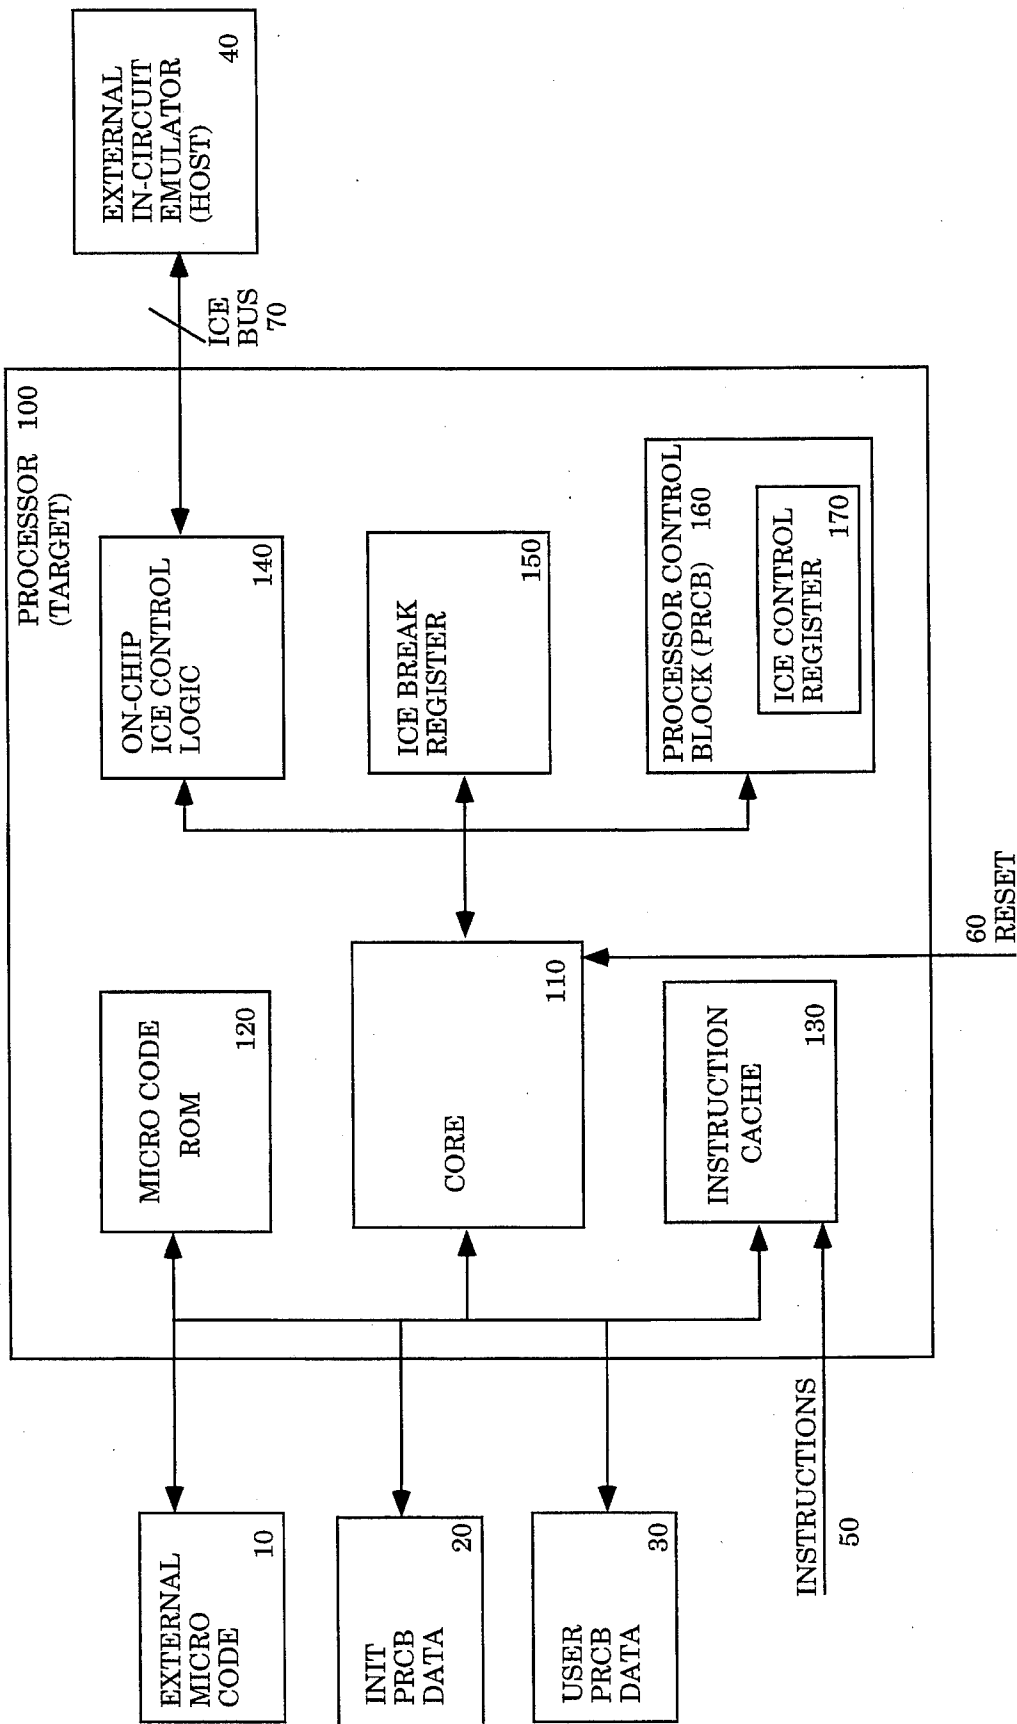 EXTERNAL
MICRO
CODE
10
INIT
PRCB
DATA
20
USER
PRCB
DATA
30
INSTRUCTIONS
50
PROCESSOR 100
(TARGET)
MICRO CODE
ROM
120
CORE
110
INSTRUCTION
CACHE
130
60
RESET
ON-CHIP
ICE CONTROL
LOGIC
140
ICE BREAK
REGISTER
150
PROCESSOR CONTROL
BLOCK (PRCB) 160
ICE CONTROL
REGISTER
170
ICE
BUS
70
EXTERNAL
IN-CIRCUIT
EMULATOR
(HOST)
40